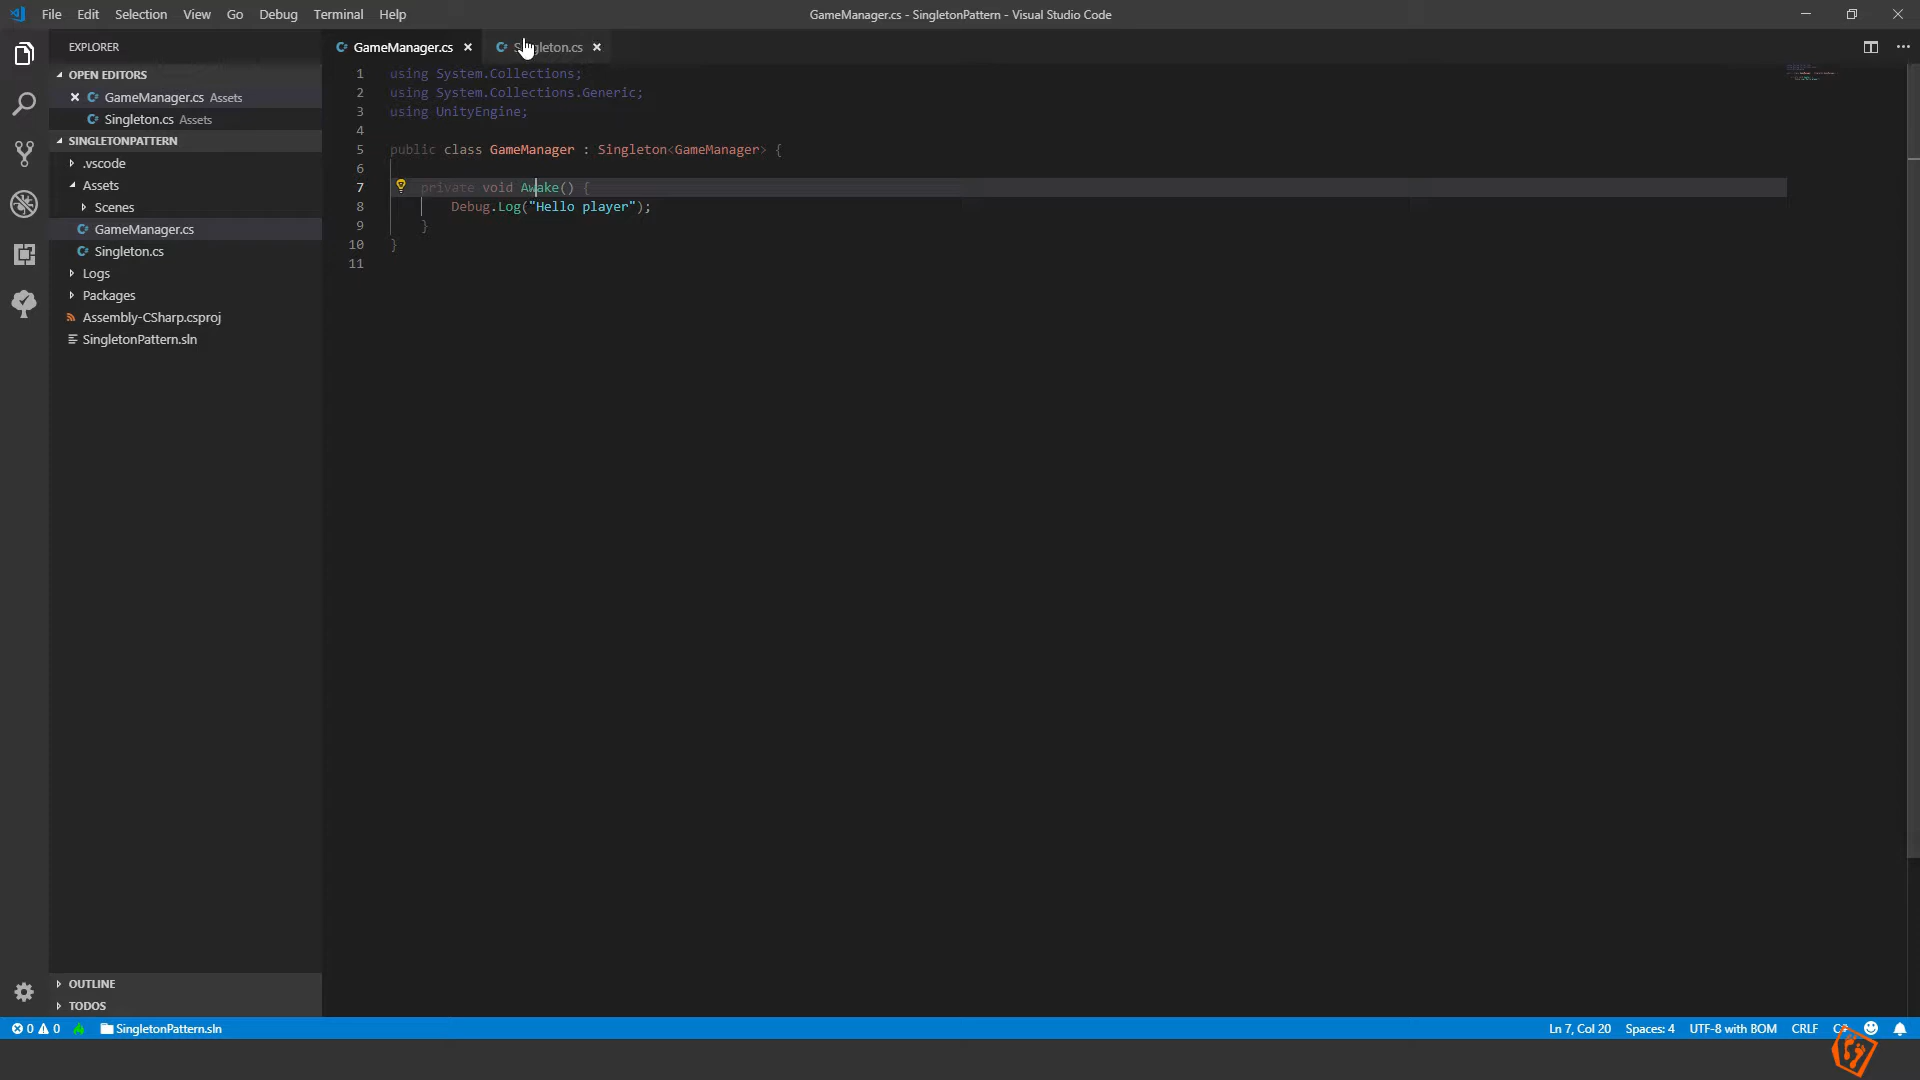 File Edit Selection View Go Debug Terminal Help
GameManager.cs - SingletonPattern - Visual Studio Code
EXPLORER
OPEN EDITORS
GameManager.cs Assets
Singleton.cs Assets
SINGLETONPATTERN
.vscode
Assets
Scenes
GameManager.cs
Singleton.cs
Logs
Packages
Assembly-CSharp.csproj
SingletonPattern.sln
OUTLINE
TODOS
GameManager.cs
Singleton.cs
1 using System.Collections;
2 using System.Collections.Generic;
3 using UnityEngine;
4
5 public class GameManager : Singleton<GameManager> {
6
7 private void Awake() {
8 Debug.Log("Hello player");
9 }
10 }
11
0 0 SingletonPattern.sln
Ln 7, Col 20 Spaces: 4 UTF-8 with BOM CRLF